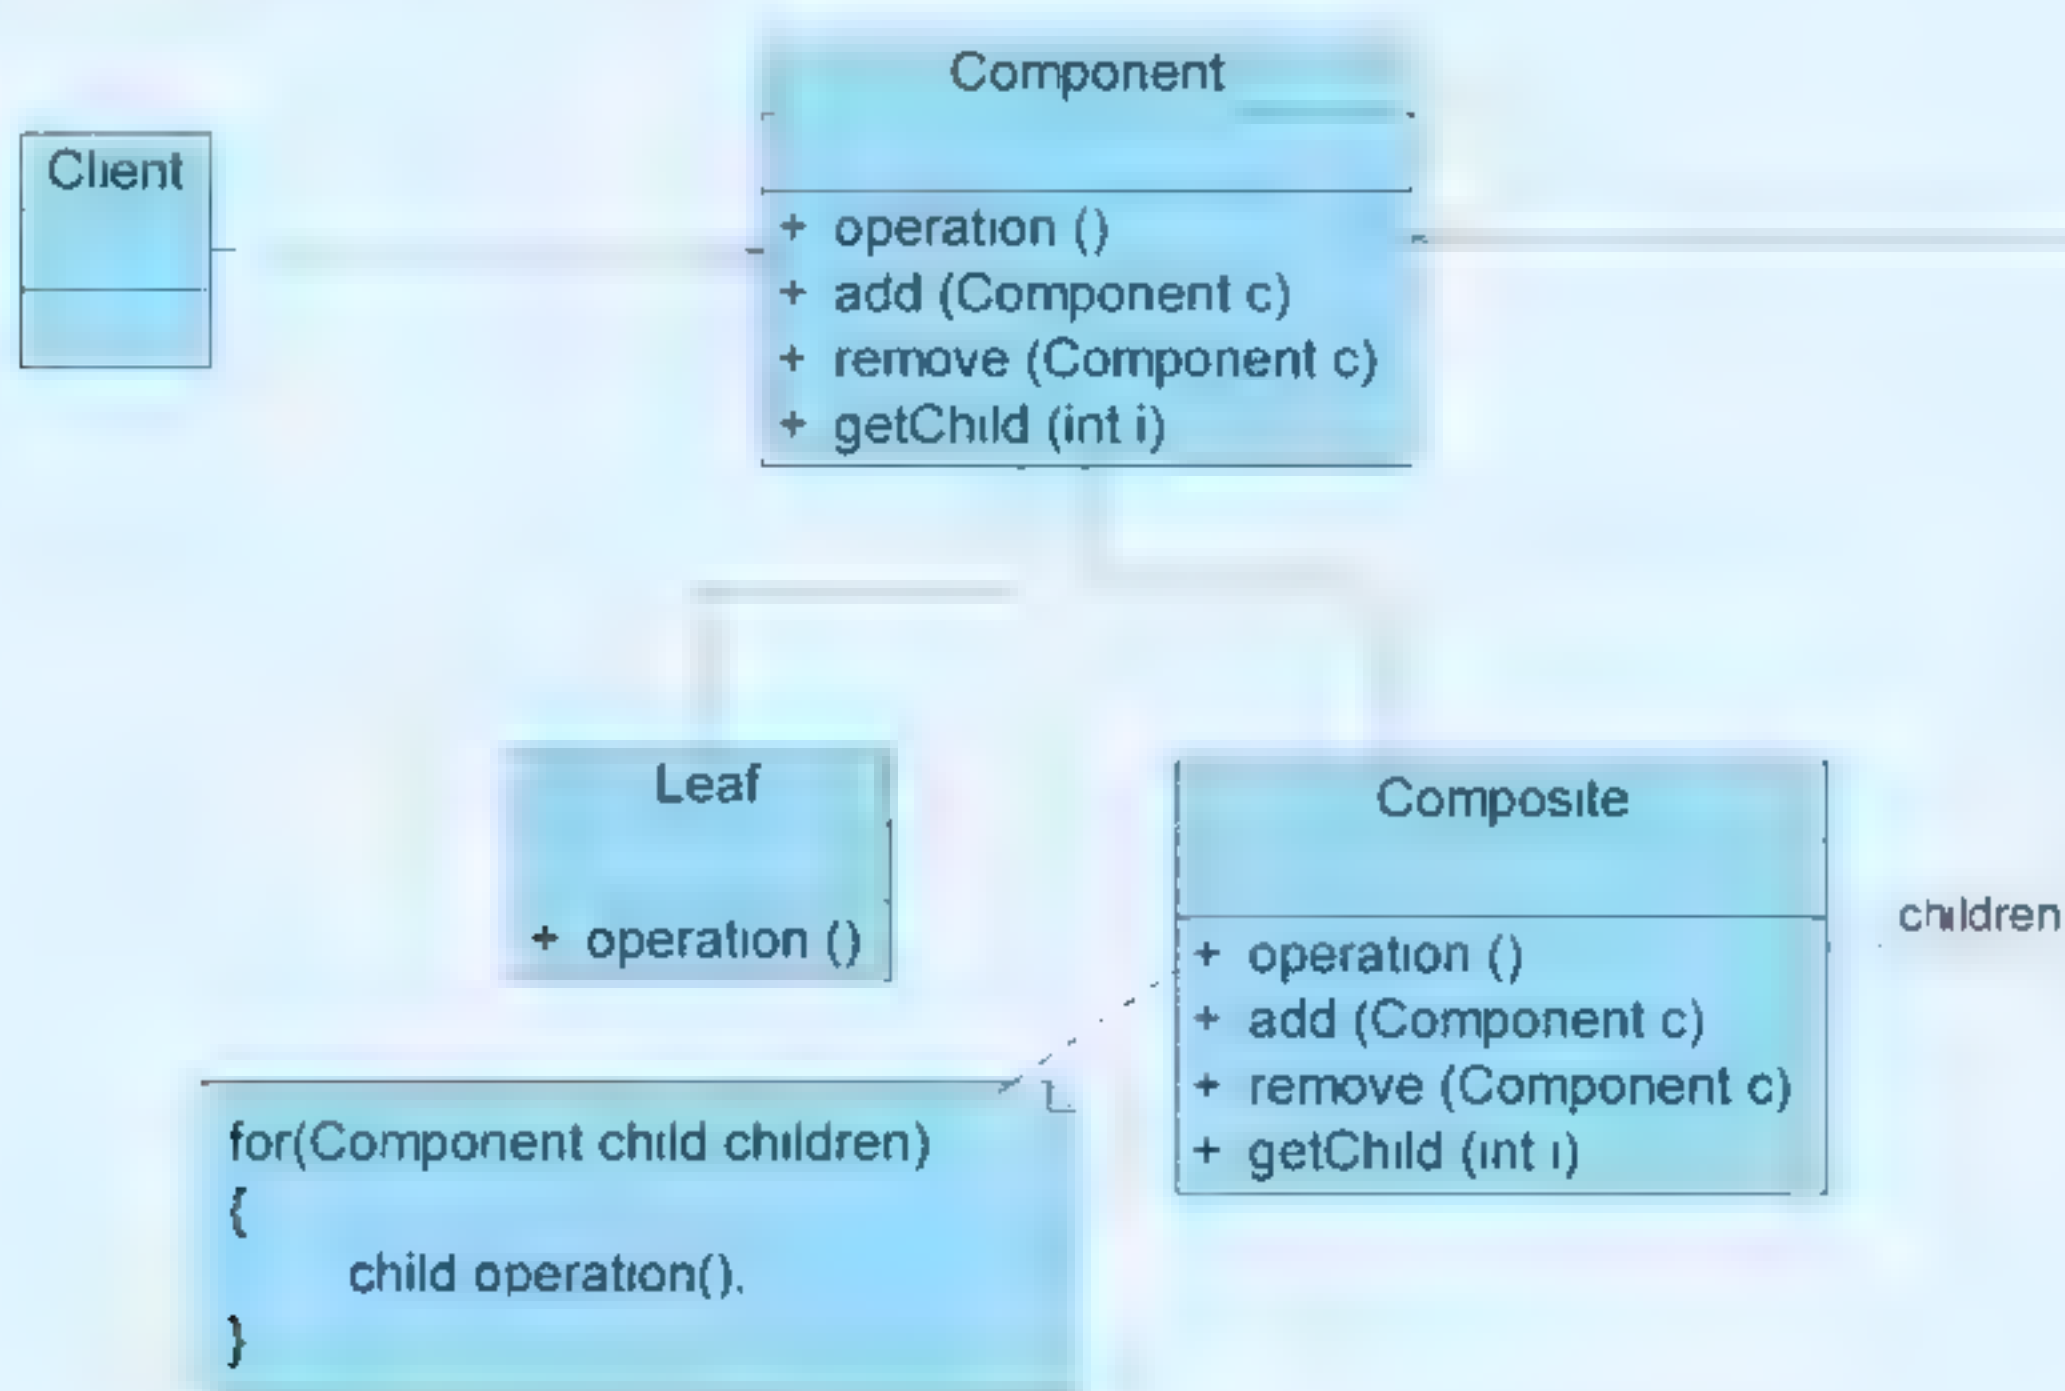 Component
Client
+ operation ()
+ add (Component c)
+ remove (Component c)
+ getChild (int i)
Leaf
+ operation ()
Composite
+ operation ()
+ add (Component c)
+ remove (Component c)
+ getChild (int i)
children
for(Component child children)
{
child operation().
}